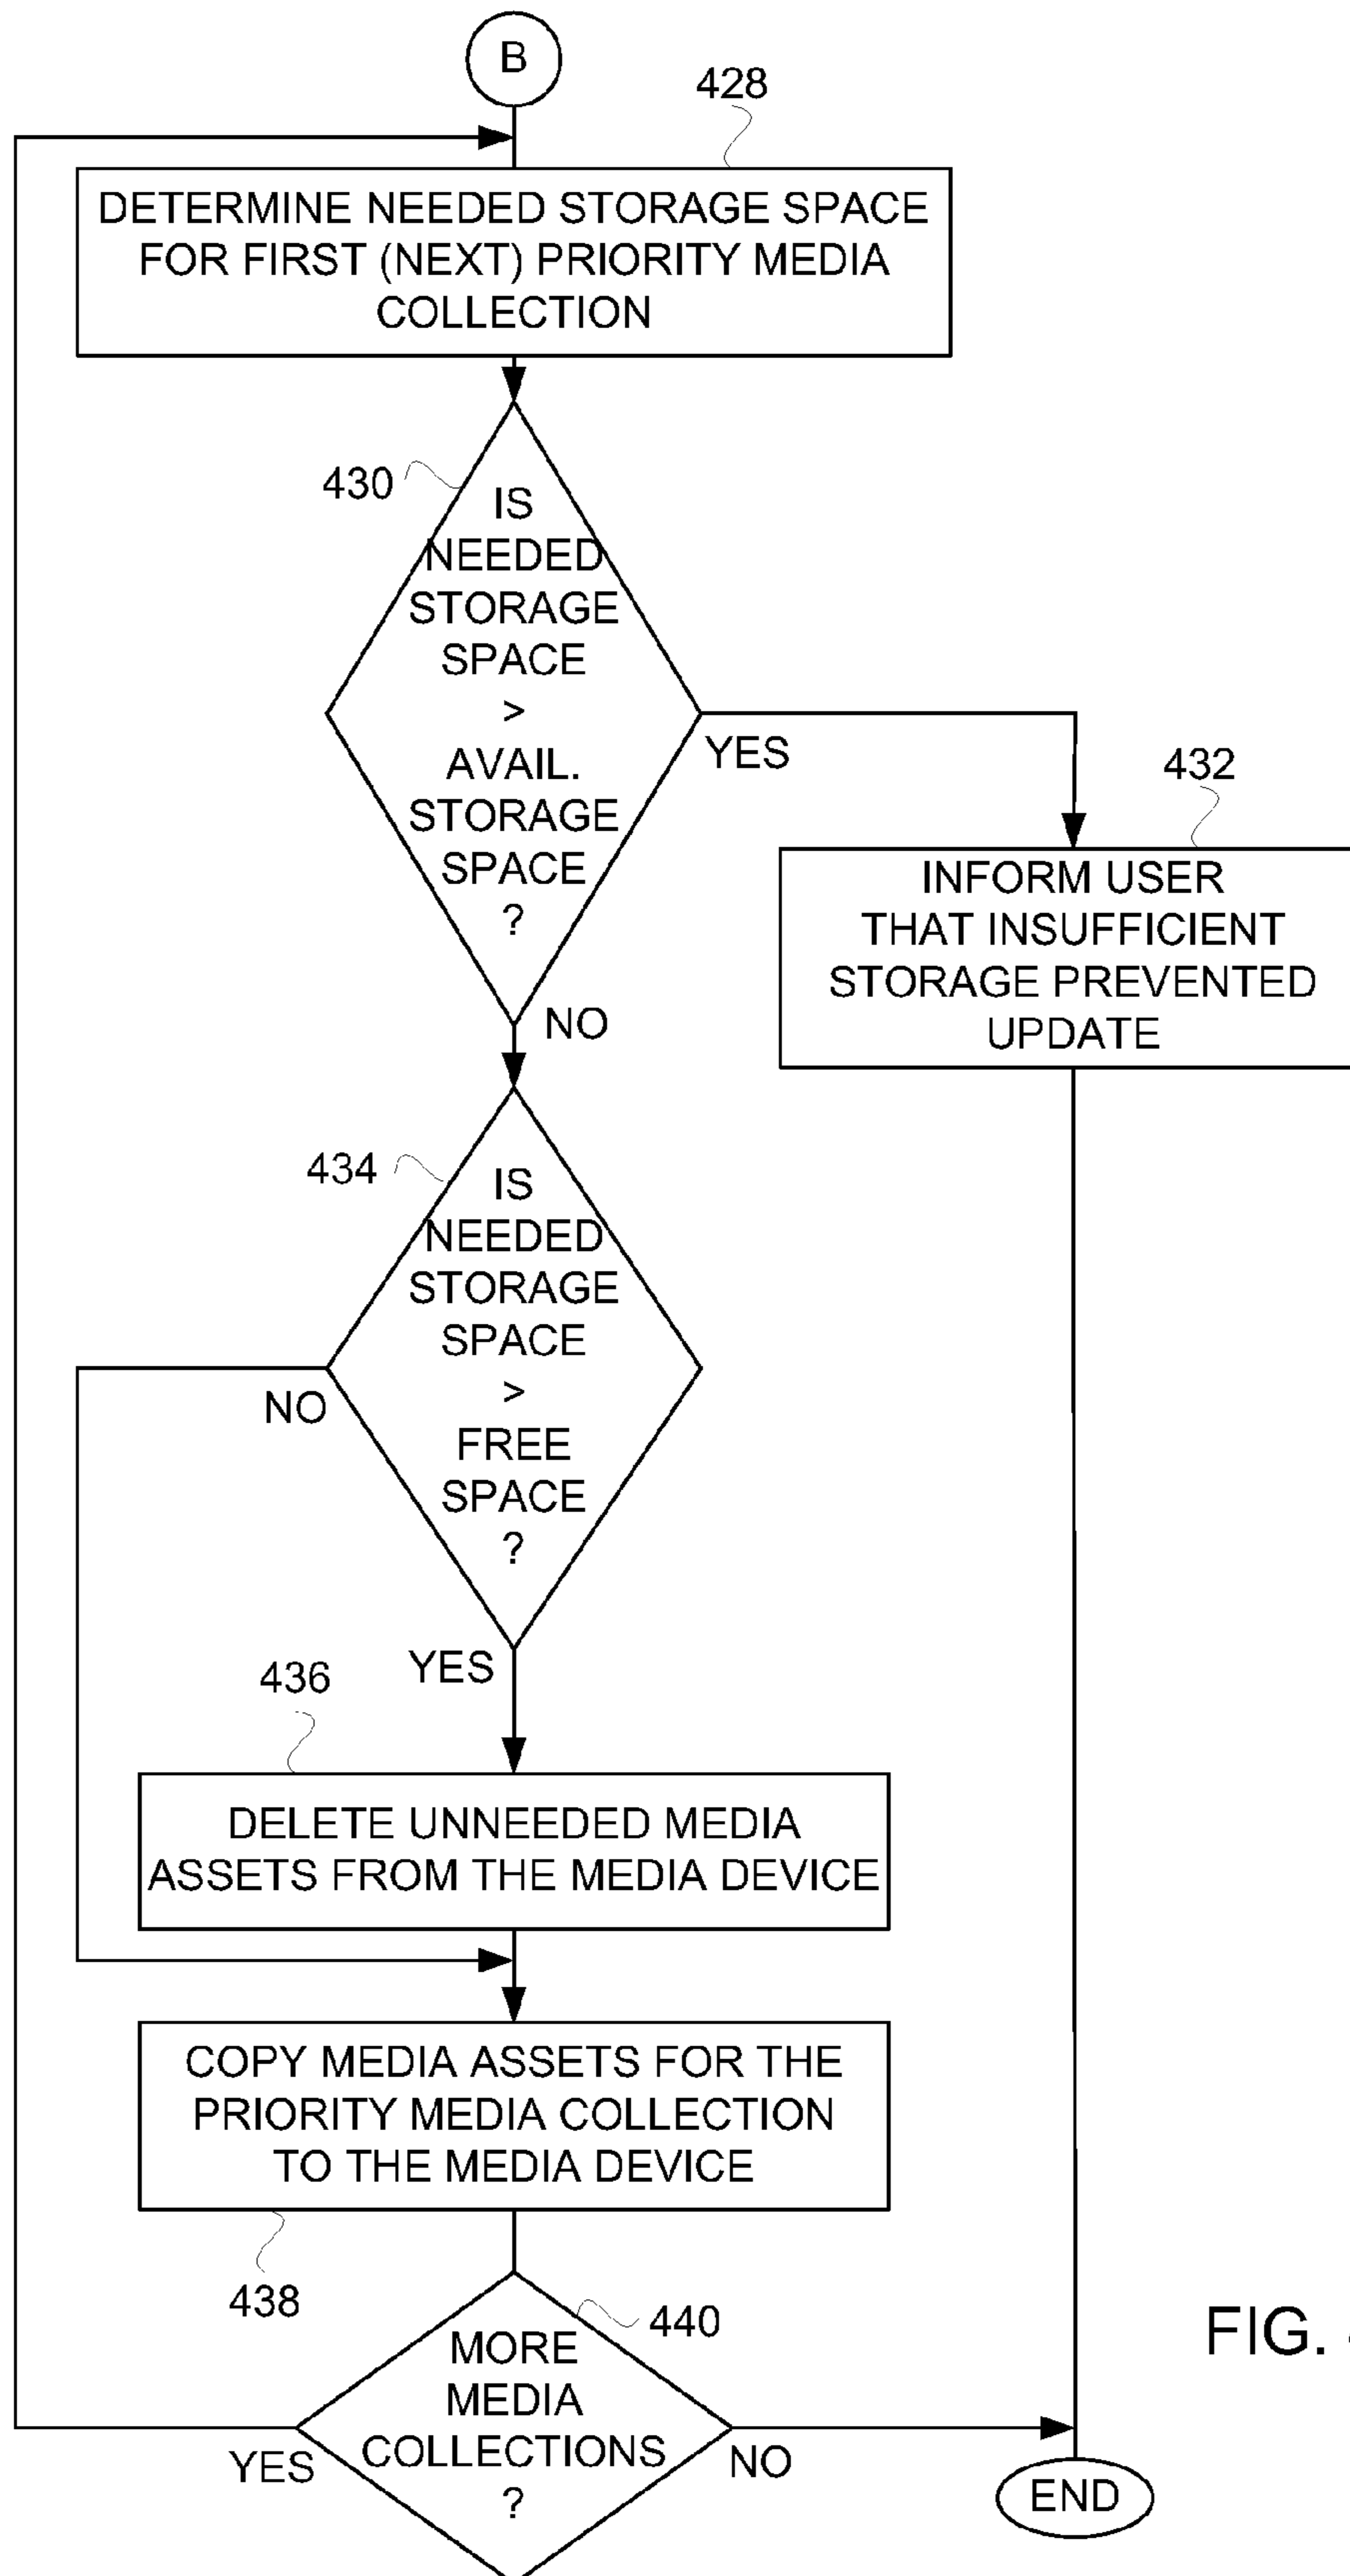 B
428
DETERMINE NEEDED STORAGE SPACE
FOR FIRST (NEXT) PRIORITY MEDIA
COLLECTION
430
IS
NEEDED
STORAGE
SPACE
>
AVAIL.
STORAGE
SPACE
?
YES
NO
432
INFORM USER
THAT INSUFFICIENT
STORAGE PREVENTED
UPDATE
434
IS
NEEDED
STORAGE
SPACE
>
FREE
SPACE
?
NO
YES
436
DELETE UNNEEDED MEDIA
ASSETS FROM THE MEDIA DEVICE
COPY MEDIA ASSETS FOR THE
PRIORITY MEDIA COLLECTION
TO THE MEDIA DEVICE
438
440
MORE
MEDIA
COLLECTIONS
?
YES
NO
END
FIG.